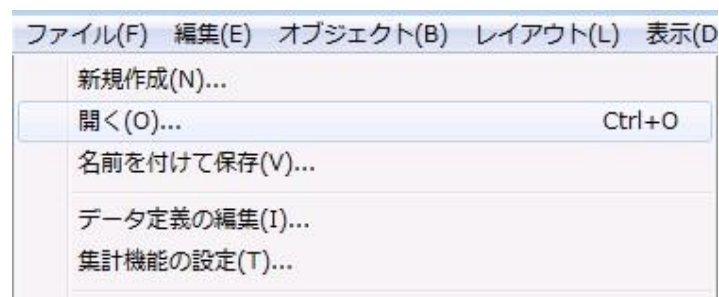 ファイル(F) 編集(E) オブジェクト(B) レイアウト(L) 表示(D
新規作成(N)...
開く(O)... Ctrl+O
名前を付けて保存(V)...
データ定義の編集(I)...
集計機能の設定(T)...